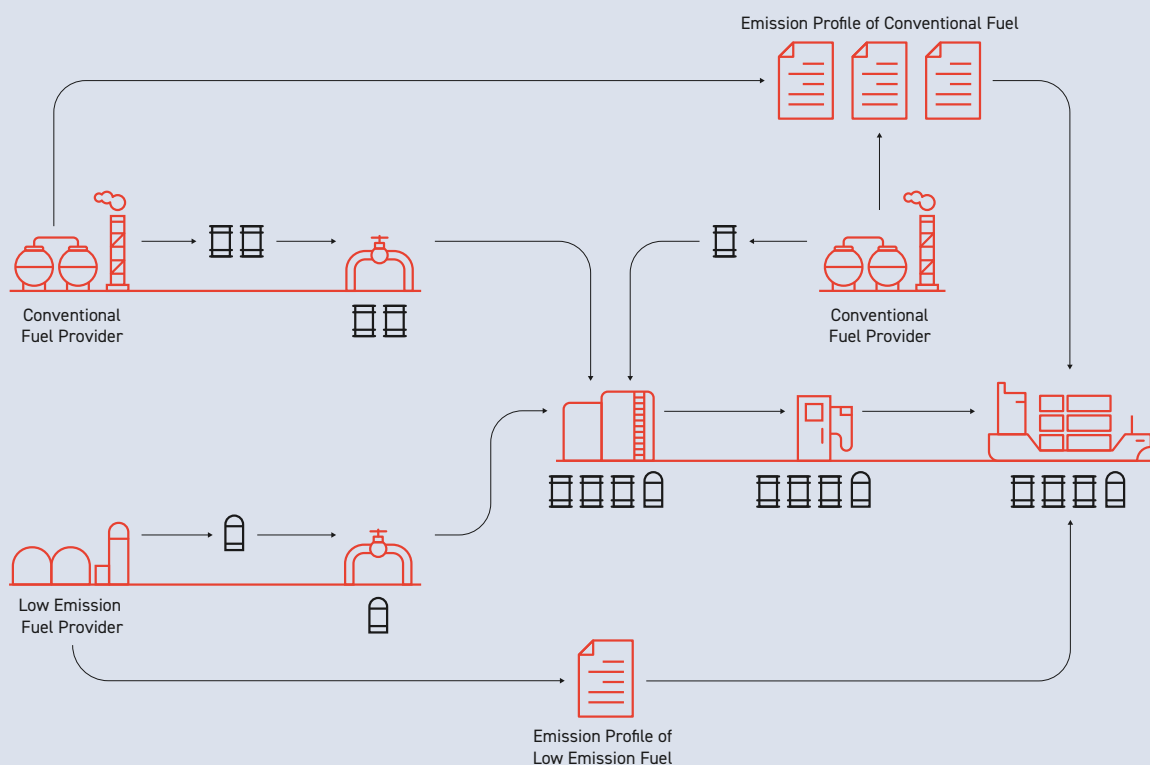 Emission Profile of Conventional Fuel
Conventional
Fuel Provider
Conventional
Fuel Provider
Low Emission
Fuel Provider
Emission Profile of
Low Emission Fuel